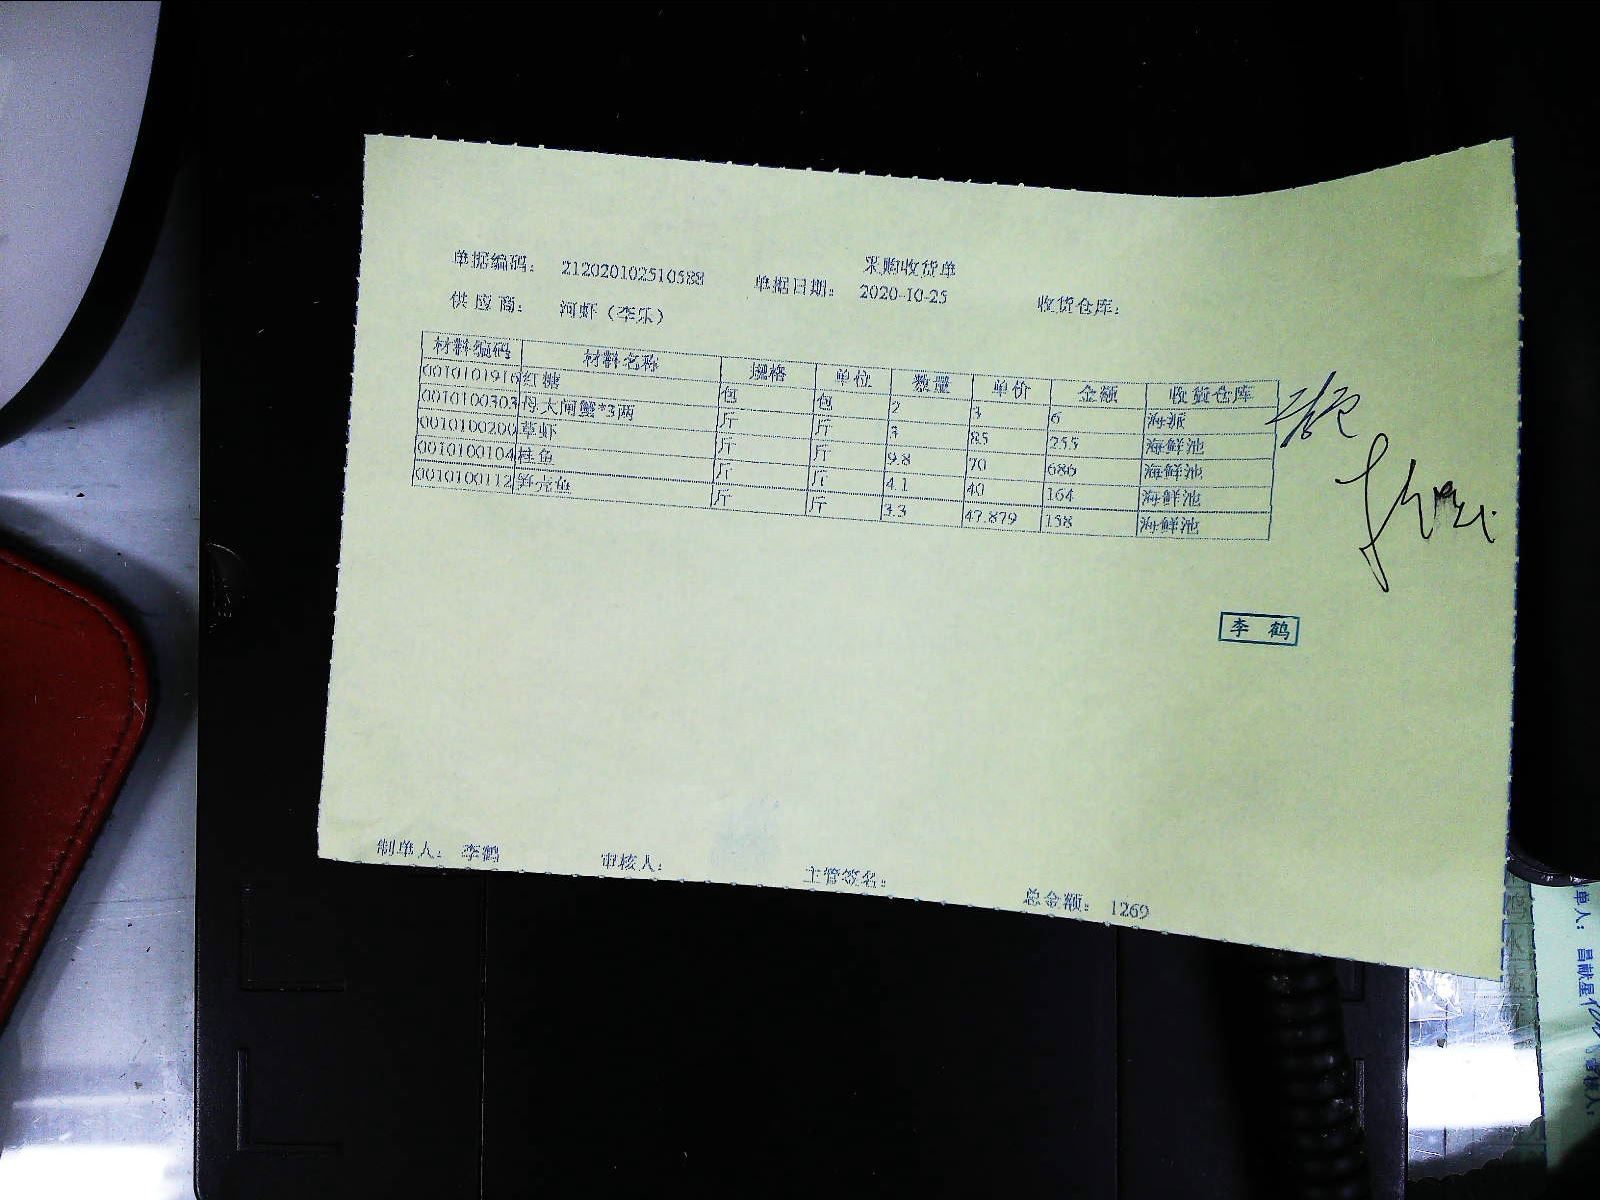 采购收货单
单据编码： 212020102510588 单据日期： 2020-10-25 收货仓库：
供 应 商： 河虾（李乐）
材料编码 材料名称 规格 单位 数量 单价 金额 收货仓库
0010101916 红糖 包 包 2 3 6 海派
0010100303 母大闸蟹*3两 斤 斤 3 85 255 海鲜池
0010100200 草虾 斤 斤 9.8 70 686 海鲜池
0010100104 桂鱼 斤 斤 4.1 40 164 海鲜池
0010100112 笋壳鱼 斤 斤 3.3 47.879 158 海鲜池
李 鹤
制单人： 李鹤 审核人： 主管签名： 总金额： 1269
单人： 昌献星